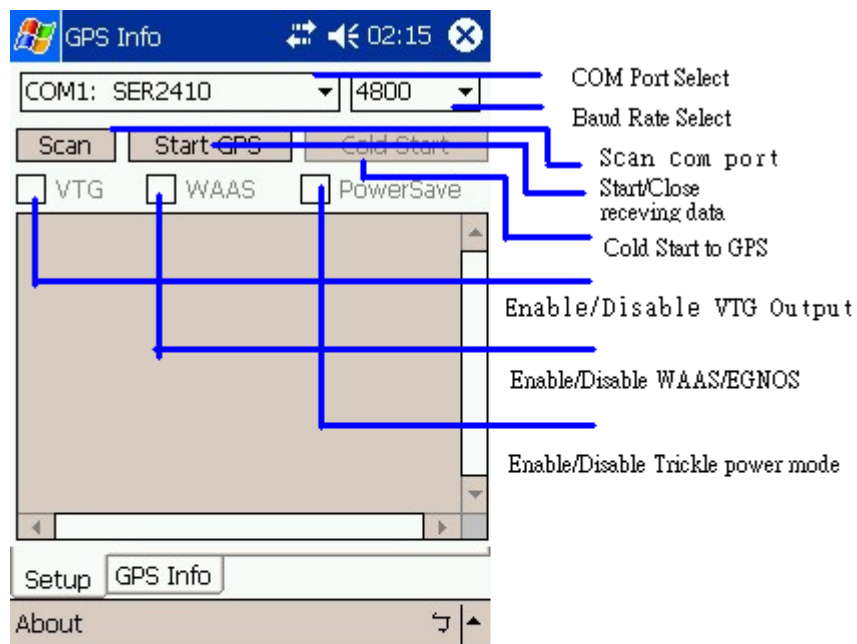 GPS Info 02:15
COM1: SER2410 4800
Scan Start GPS Cold Start
VTG WAAS PowerSave
Setup GPS Info
About
COM Port Select
Baud Rate Select
Scan com port
Start/Close
receving data
Cold Start to GPS
Enable/Disable VTG Output
Enable/Disable WAAS/EGNOS
Enable/Disable Trickle power mode